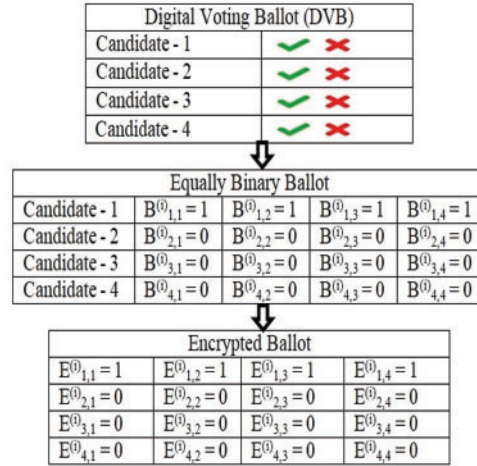 Digital Voting Ballot (DVB)
Candidate - 1
Candidate - 2
Candidate - 3
Candidate - 4
Equally Binary Ballot
Candidate - 1 B⁽ⁱ⁾₁,₁ = 1 B⁽ⁱ⁾₁,₂ = 1 B⁽ⁱ⁾₁,₃ = 1 B⁽ⁱ⁾₁,₄ = 1
Candidate - 2 B⁽ⁱ⁾₂,₁ = 0 B⁽ⁱ⁾₂,₂ = 0 B⁽ⁱ⁾₂,₃ = 0 B⁽ⁱ⁾₂,₄ = 0
Candidate - 3 B⁽ⁱ⁾₃,₁ = 0 B⁽ⁱ⁾₃,₂ = 0 B⁽ⁱ⁾₃,₃ = 0 B⁽ⁱ⁾₃,₄ = 0
Candidate - 4 B⁽ⁱ⁾₄,₁ = 0 B⁽ⁱ⁾₄,₂ = 0 B⁽ⁱ⁾₄,₃ = 0 B⁽ⁱ⁾₄,₄ = 0
Encrypted Ballot
E⁽ⁱ⁾₁,₁ = 1 E⁽ⁱ⁾₁,₂ = 1 E⁽ⁱ⁾₁,₃ = 1 E⁽ⁱ⁾₁,₄ = 1
E⁽ⁱ⁾₂,₁ = 0 E⁽ⁱ⁾₂,₂ = 0 E⁽ⁱ⁾₂,₃ = 0 E⁽ⁱ⁾₂,₄ = 0
E⁽ⁱ⁾₃,₁ = 0 E⁽ⁱ⁾₃,₂ = 0 E⁽ⁱ⁾₃,₃ = 0 E⁽ⁱ⁾₃,₄ = 0
E⁽ⁱ⁾₄,₁ = 0 E⁽ⁱ⁾₄,₂ = 0 E⁽ⁱ⁾₄,₃ = 0 E⁽ⁱ⁾₄,₄ = 0